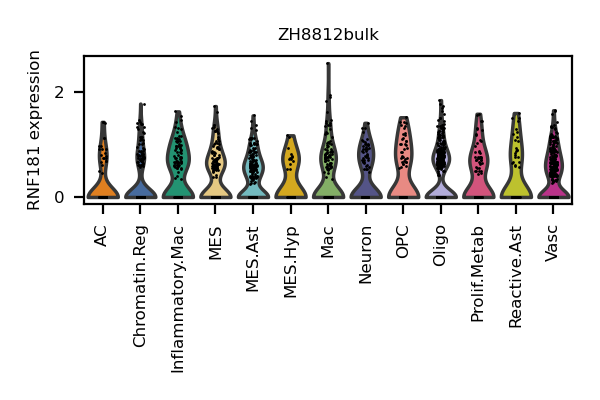 ZH8812bulk
RNF181 expression
2
0
AC
Chromatin.Reg
Inflammatory.Mac
MES
MES.Ast
MES.Hyp
Mac
Neuron
OPC
Oligo
Prolif.Metab
Reactive.Ast
Vasc